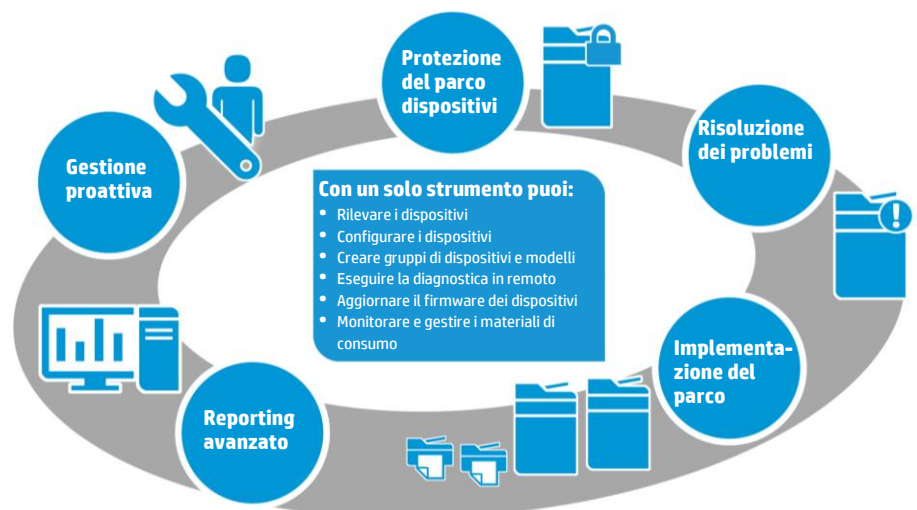 Protezione
del parco
dispositivi
Risoluzione
dei problemi
Gestione
proattiva
Con un solo strumento puoi:
• Rilevare i dispositivi
• Configurare i dispositivi
• Creare gruppi di dispositivi e modelli
• Eseguire la diagnostica in remoto
• Aggiornare il firmware dei dispositivi
• Monitorare e gestire i materiali di
consumo
Implementa-
zione del
parco
Reporting
avanzato